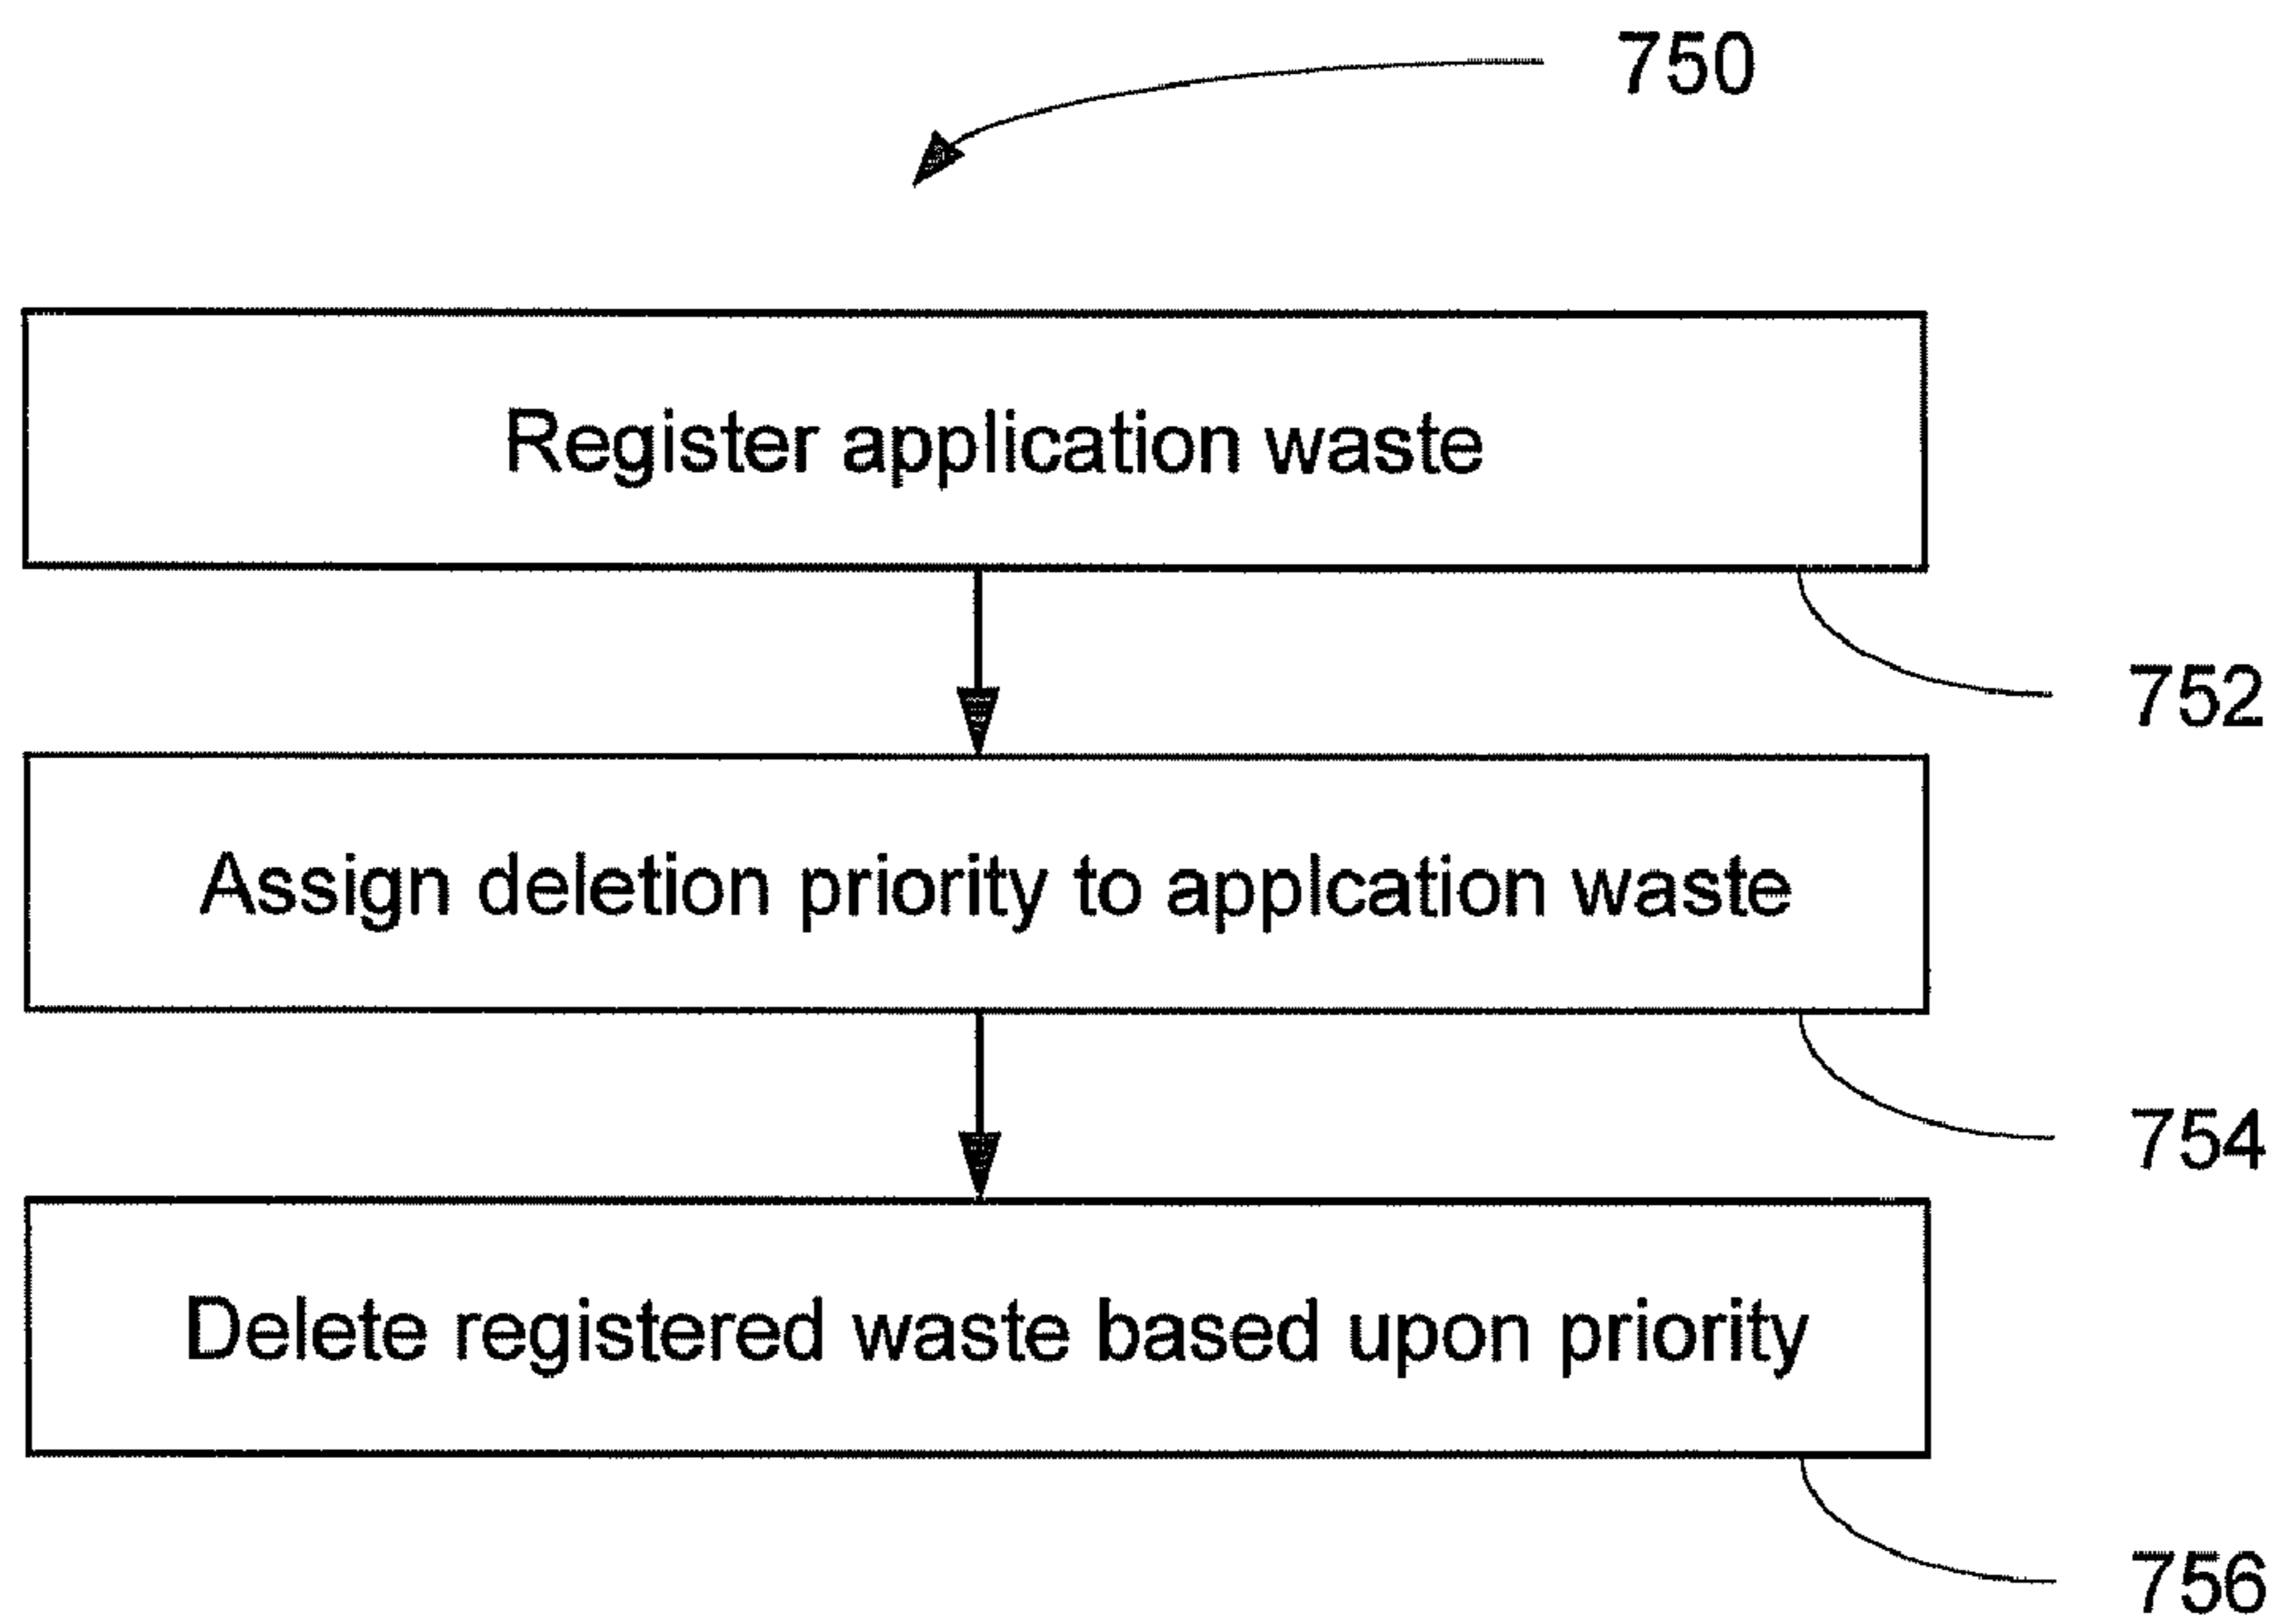 750
Register application waste
752
Assign deletion priority to applcation waste
754
Delete registered waste based upon priority
756